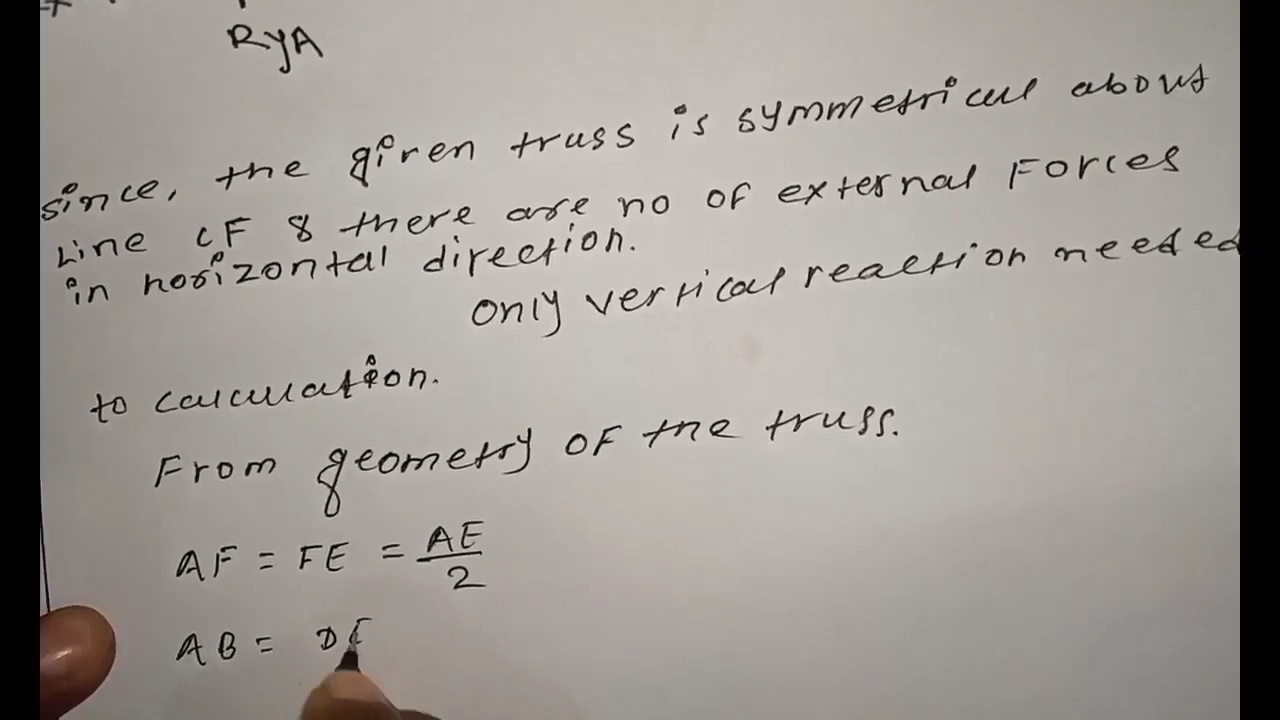 RyA
since, the given truss is symmetrical about
Line CF & there are no of external Forces
in horizontal direction.
only vertical reaction needed
to calculation.
From geometry of the truss.
AF = FE = AE/2
AB = DE